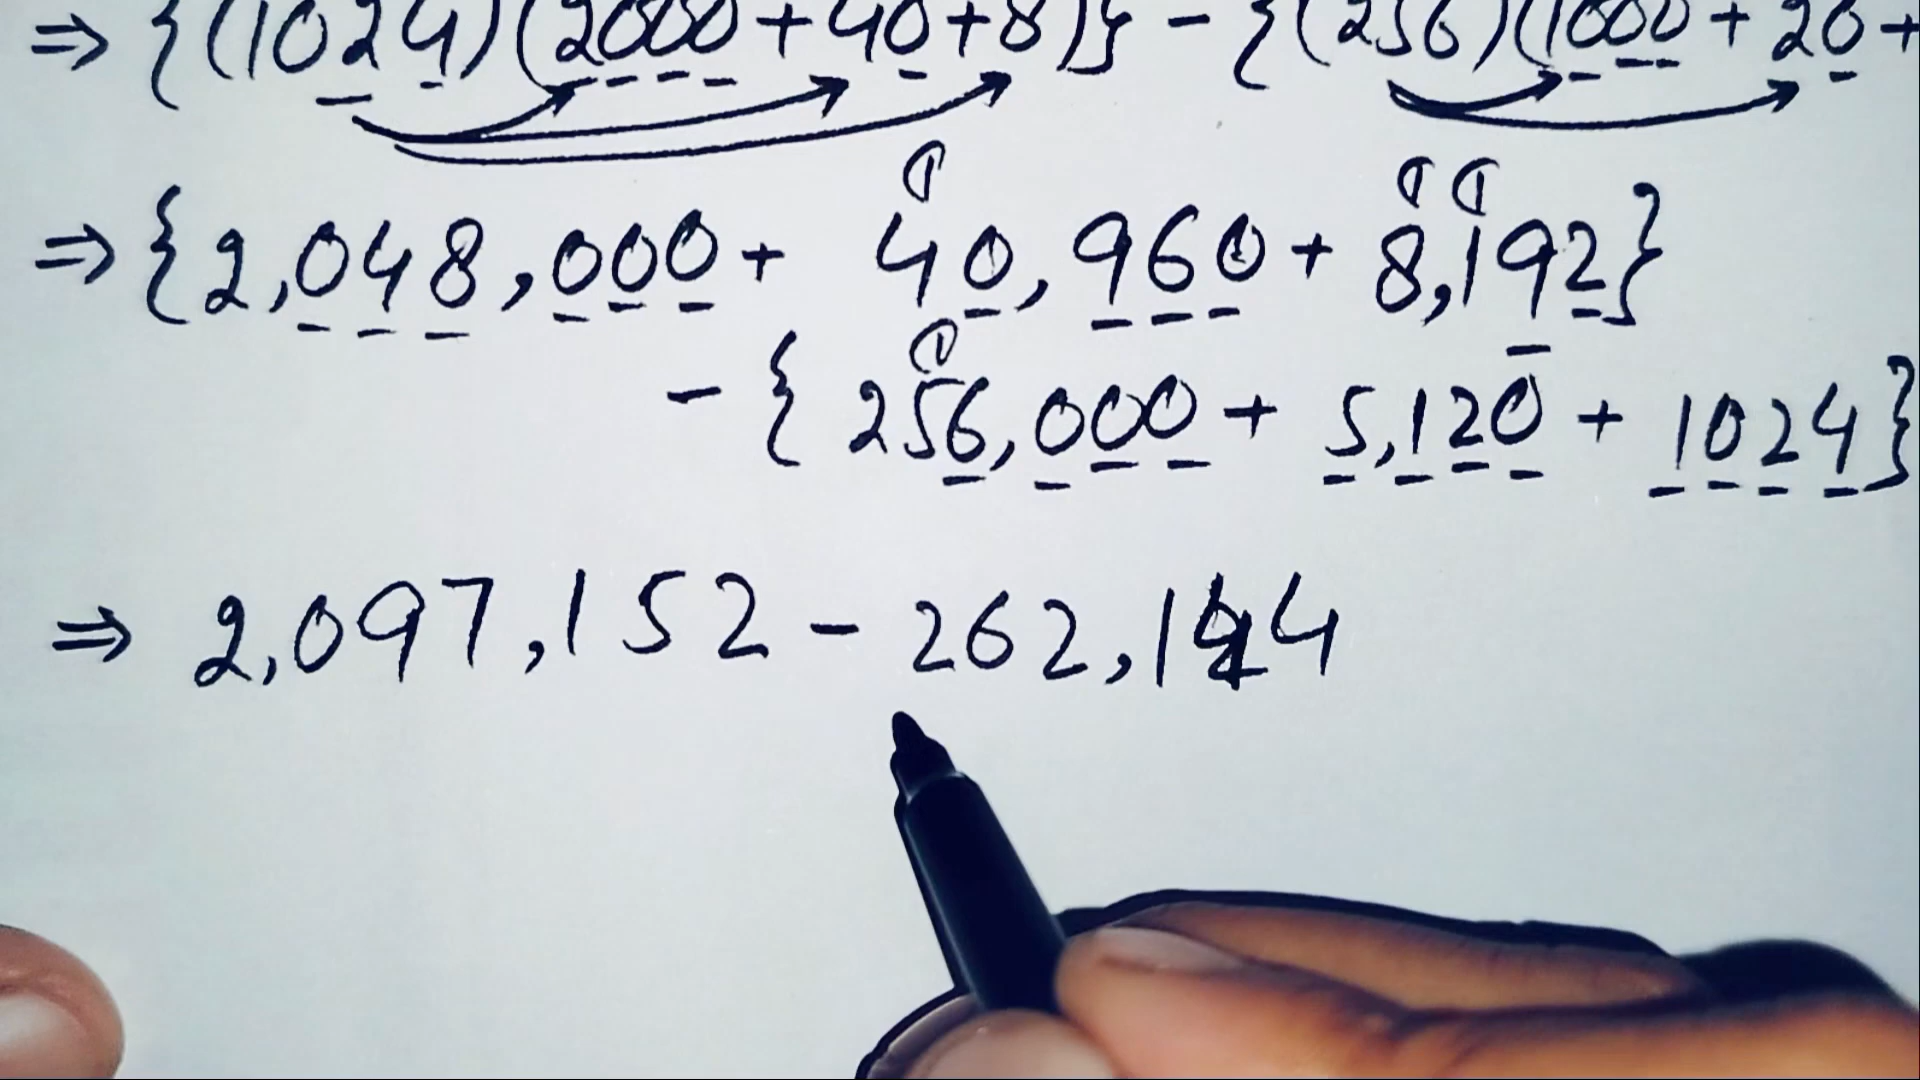 ⇒ {(1024)(2000 + 40 + 8)} - {(256)(1000 + 20 +
⇒ {2,048,000 + 40,960 + 8,192}
- {256,000 + 5,120 + 1024}
⇒ 2,097,152 - 262,144